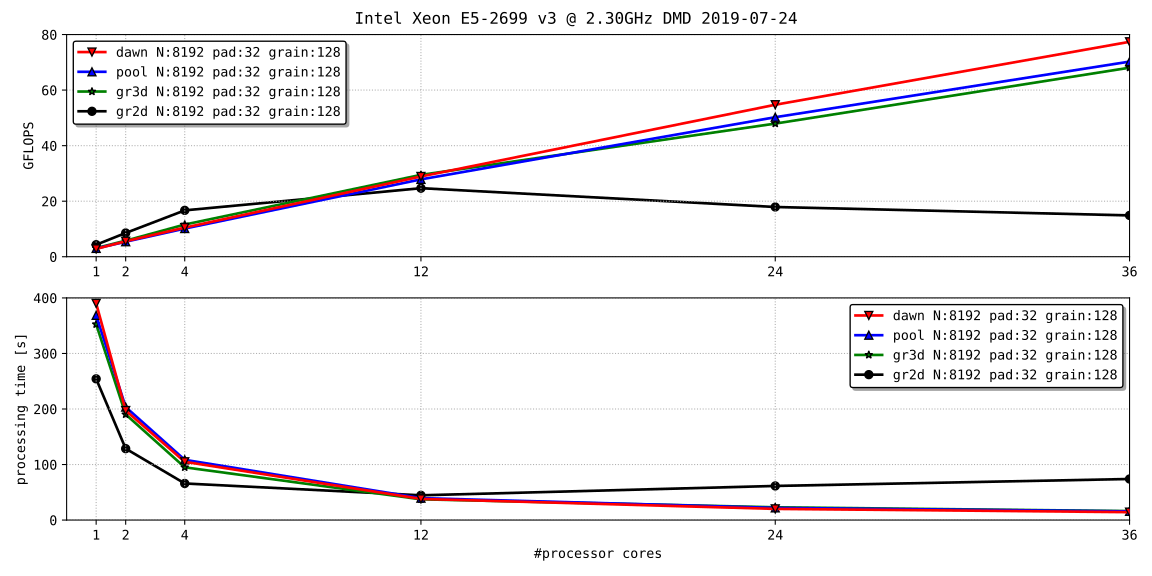 Intel Xeon E5-2699 v3 @ 2.30GHz DMD 2019-07-24
GFLOPS
80
60
40
20
0
dawn N:8192 pad:32 grain:128
pool N:8192 pad:32 grain:128
gr3d N:8192 pad:32 grain:128
gr2d N:8192 pad:32 grain:128
1 2 4 12 24 36
processing time [s]
400
300
200
100
0
dawn N:8192 pad:32 grain:128
pool N:8192 pad:32 grain:128
gr3d N:8192 pad:32 grain:128
gr2d N:8192 pad:32 grain:128
1 2 4 12 24 36
#processor cores